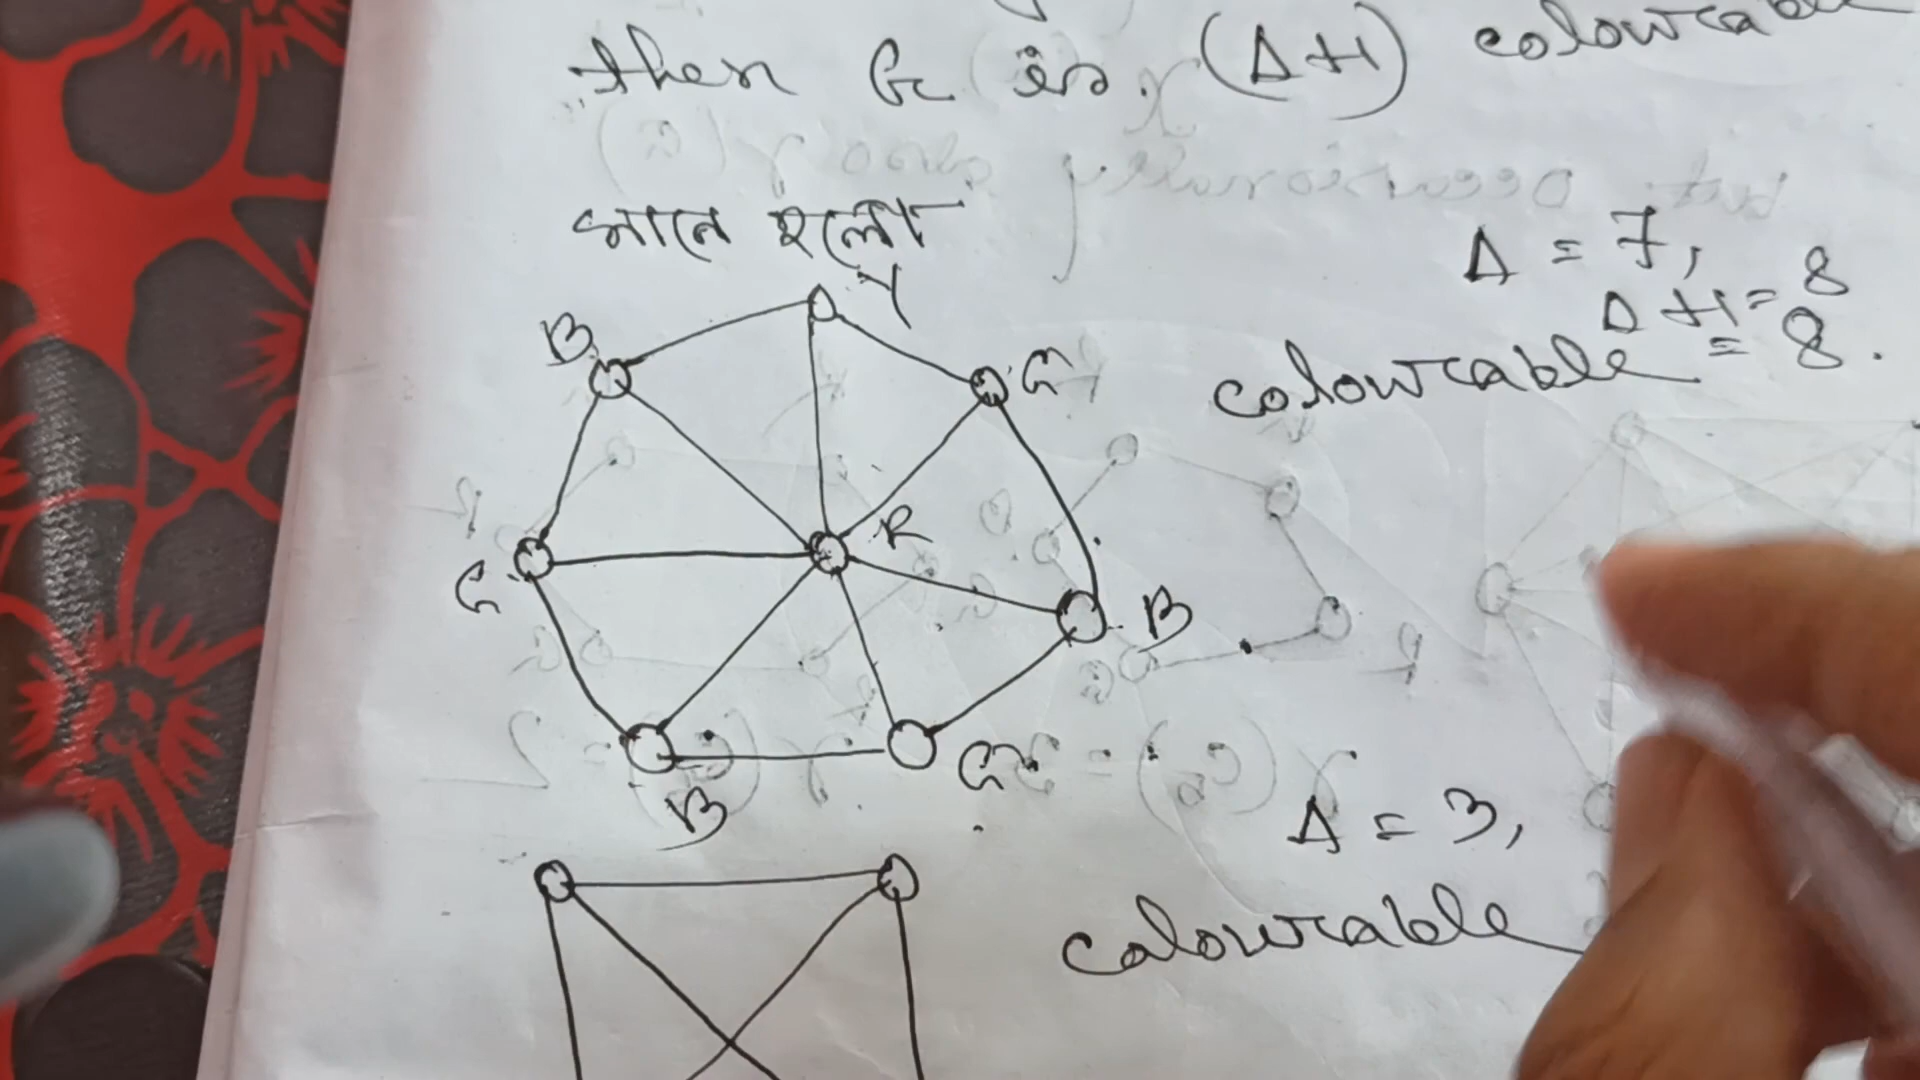 then G is (Δ+1) colourable
মানে হলো
Δ = 7,
Δ+1 = 8
colourable = 8.
Y
B
G
R
G
B
B
G
Δ = 3,
colourable